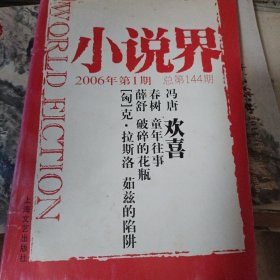 WORLD FICTION
小说界
2006年第1期 总第144期
冯唐 欢喜
春树 童年往事
薛舒 破碎的花瓶
[匈]克·拉斯洛 茹兹的陷阱
上海文艺出版社